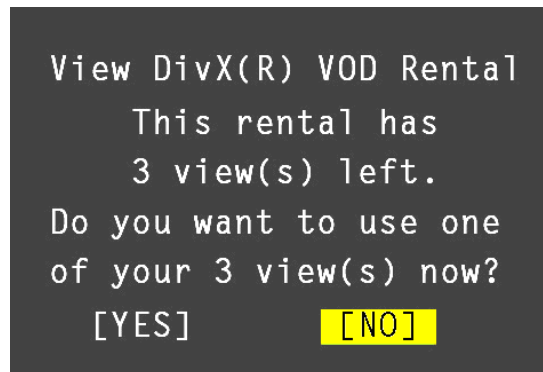 View DivX(R) VOD Rental
This rental has
3 view(s) left.
Do you want to use one
of your 3 view(s) now?
[YES] [NO]